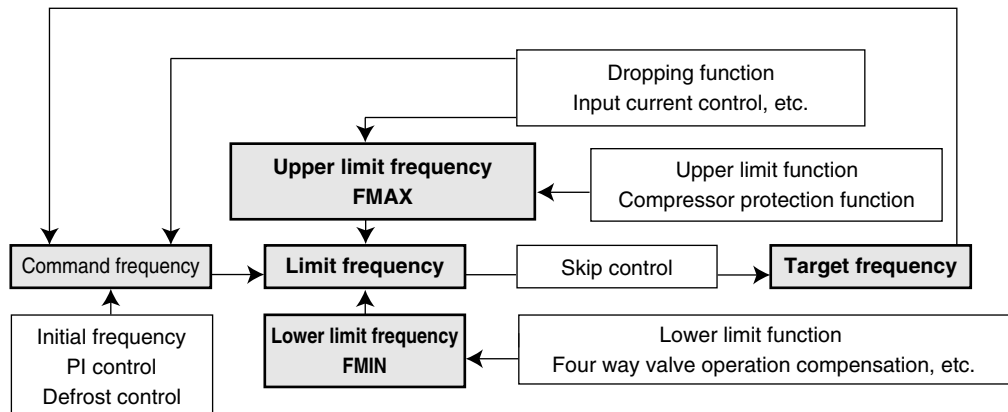 Dropping function
Input current control, etc.
Upper limit frequency
FMAX
Upper limit function
Compressor protection function
Command frequency
Limit frequency
Skip control
Target frequency
Initial frequency
PI control
Defrost control
Lower limit frequency
FMIN
Lower limit function
Four way valve operation compensation, etc.